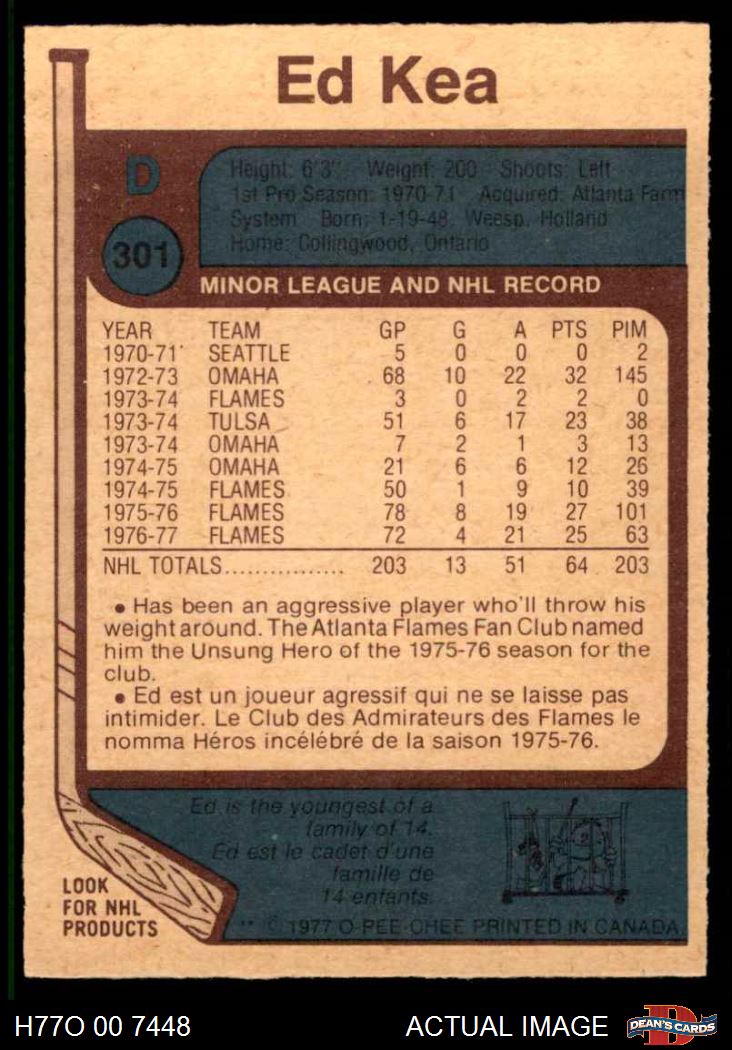 Ed Kea
D
301
Height: 6'3" Weight: 200 Shoots: Left
1st Pro Season: 1970-71 Acquired: Atlanta Farm
System Born: 1-19-48 Weesp, Holland
Home: Collingwood, Ontario
MINOR LEAGUE AND NHL RECORD
YEAR TEAM GP G A PTS PIM
1970-71 SEATTLE 5 0 0 0 2
1972-73 OMAHA 68 10 22 32 145
1973-74 FLAMES 3 0 2 2 0
1973-74 TULSA 51 6 17 23 38
1973-74 OMAHA 7 2 1 3 13
1974-75 OMAHA 21 6 6 12 26
1974-75 FLAMES 50 1 9 10 39
1975-76 FLAMES 78 8 19 27 101
1976-77 FLAMES 72 4 21 25 63
NHL TOTALS................ 203 13 51 64 203
• Has been an aggressive player who'll throw his
weight around. The Atlanta Flames Fan Club named
him the Unsung Hero of the 1975-76 season for the
club.
• Ed est un joueur agressif qui ne se laisse pas
intimider. Le Club des Admirateurs des Flames le
nomma Héros incélébré de la saison 1975-76.
Ed is the youngest of a
family of 14.
Ed est le cadet d'une
famille de
14 enfants.
LOOK
FOR NHL
PRODUCTS
** © 1977 O-PEE-CHEE PRINTED IN CANADA
H77O 00 7448 ACTUAL IMAGE DEAN'S CARDS